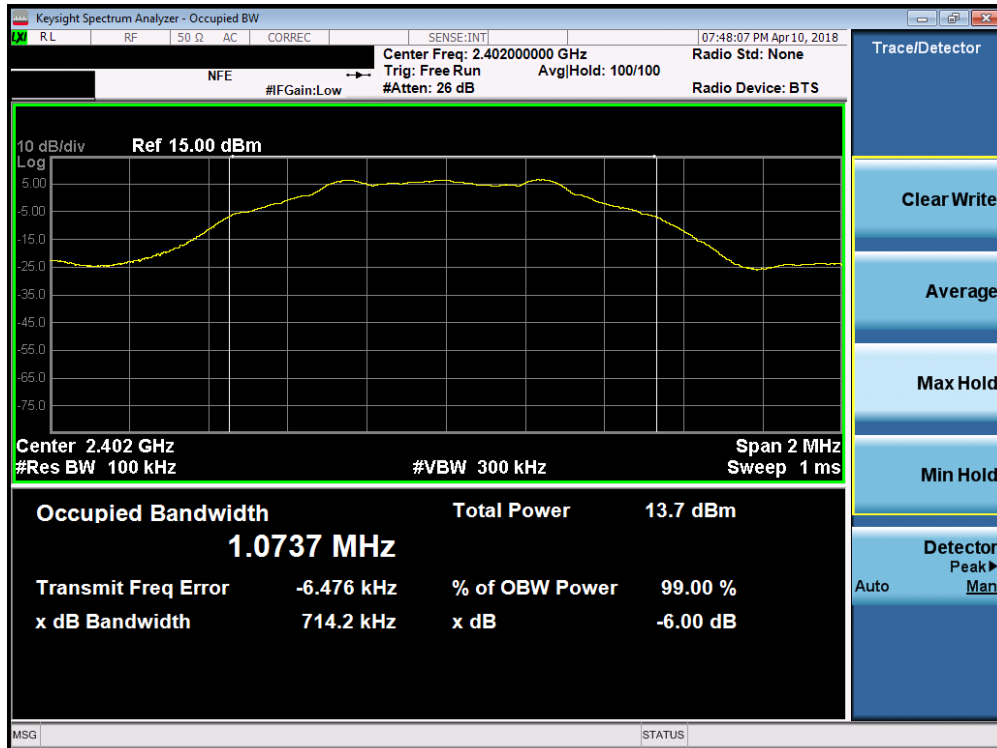 Keysight Spectrum Analyzer - Occupied BW
LXI RL RF 50 Ω AC CORREC SENSE:INT 07:48:07 PM Apr 10, 2018
Center Freq: 2.402000000 GHz Radio Std: None
NFE Trig: Free Run Avg|Hold: 100/100
#IFGain:Low #Atten: 26 dB Radio Device: BTS
Trace/Detector
10 dB/div Ref 15.00 dBm
Log
5.00
-5.00
-15.0
-25.0
-35.0
-45.0
-55.0
-65.0
-75.0
Center 2.402 GHz Span 2 MHz
#Res BW 100 kHz #VBW 300 kHz Sweep 1 ms
Occupied Bandwidth Total Power 13.7 dBm
1.0737 MHz
Transmit Freq Error -6.476 kHz % of OBW Power 99.00 %
x dB Bandwidth 714.2 kHz x dB -6.00 dB
Clear Write
Average
Max Hold
Min Hold
Detector
Peak▶
Auto Man
MSG STATUS